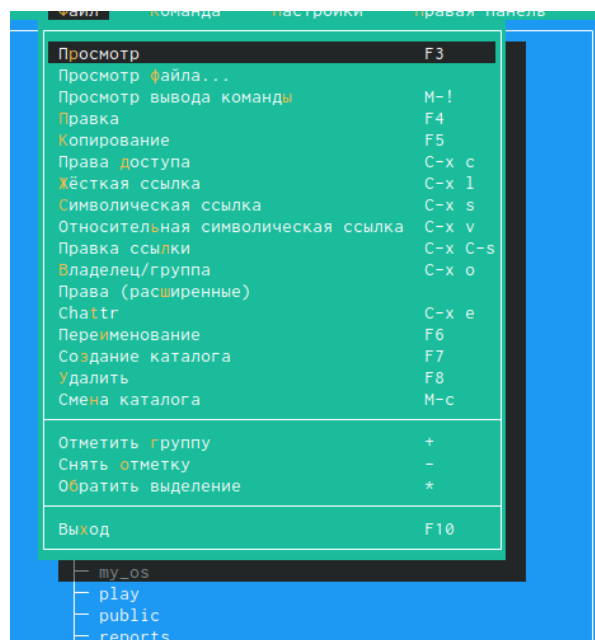 Файл Команда Настройки Правая панель
Просмотр F3
Просмотр файла...
Просмотр вывода команды M-!
Правка F4
Копирование F5
Права доступа C-x c
Жёсткая ссылка C-x l
Символическая ссылка C-x s
Относительная символическая ссылка C-x v
Правка ссылки C-x C-s
Владелец/группа C-x o
Права (расширенные)
Chattr C-x e
Переименование F6
Создание каталога F7
Удалить F8
Смена каталога M-c
Отметить группу +
Снять отметку -
Обратить выделение *
Выход F10
my_os
play
public
reports